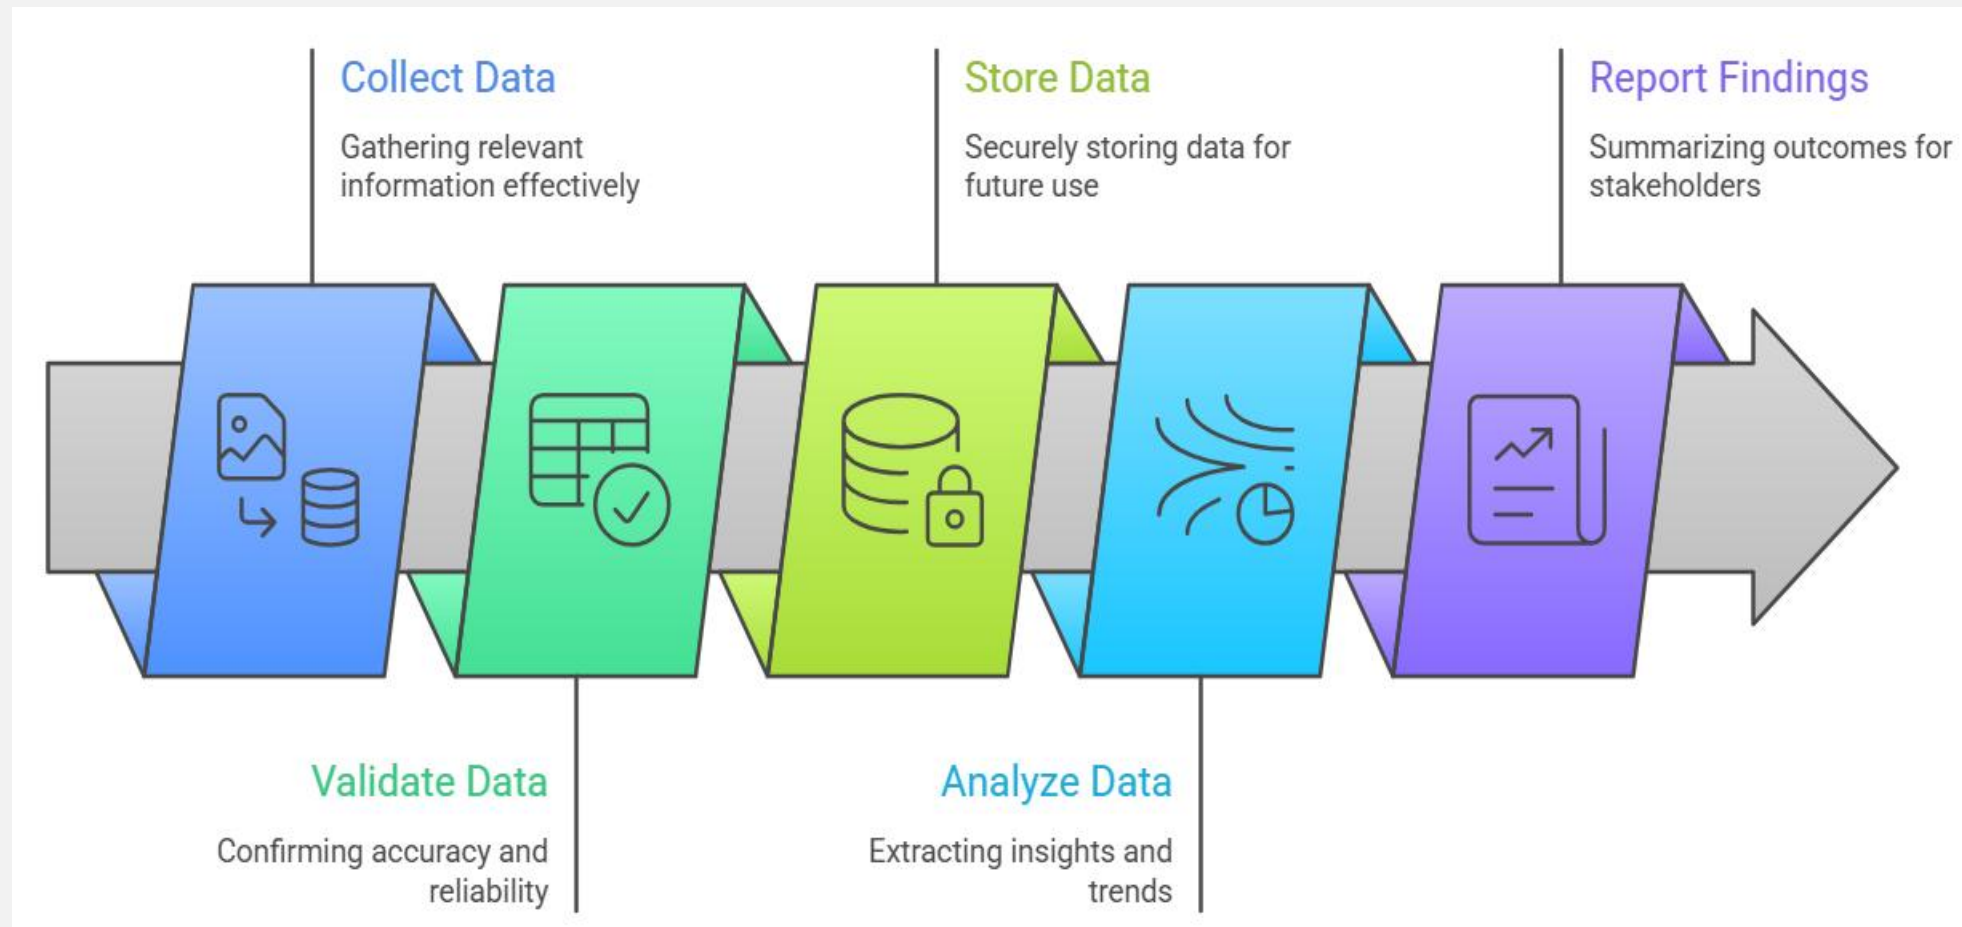 Collect Data
Gathering relevant
information effectively
Store Data
Securely storing data for
future use
Report Findings
Summarizing outcomes for
stakeholders
Validate Data
Confirming accuracy and
reliability
Analyze Data
Extracting insights and
trends